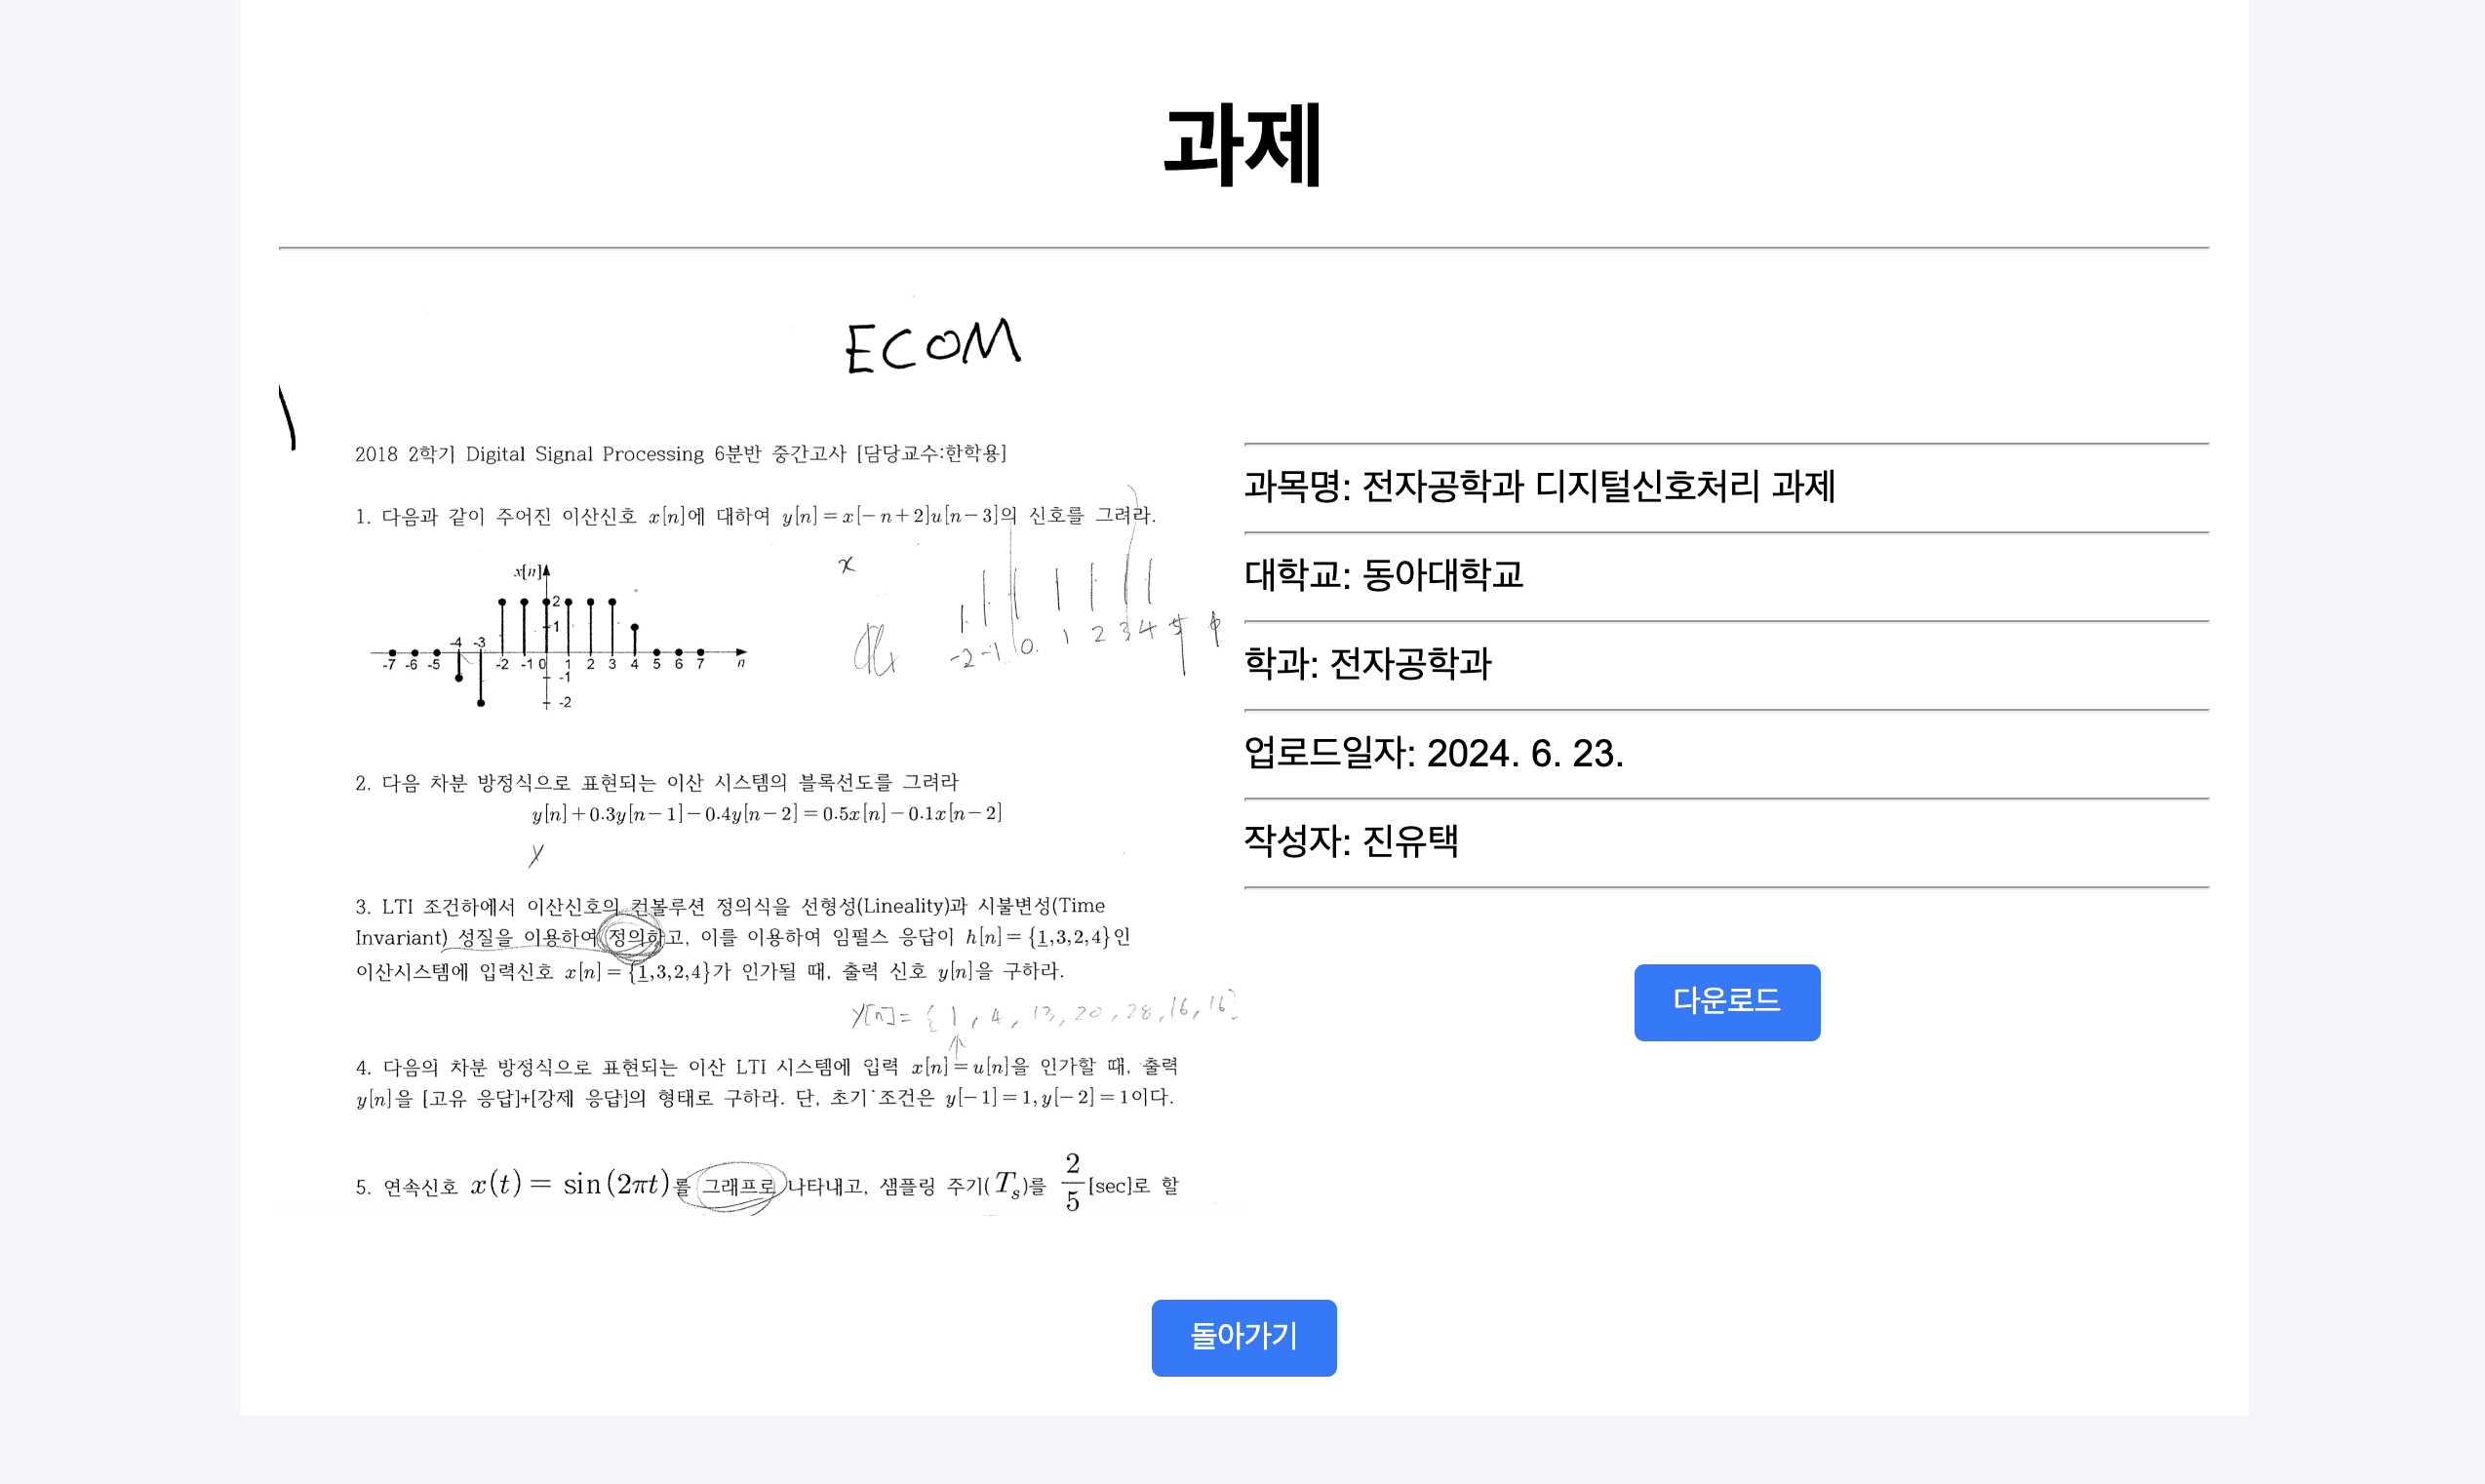 과제
ECOM
2018 2학기 Digital Signal Processing 6분반 중간고사 [담당교수:한학용]
1. 다음과 같이 주어진 이산신호 x[n]에 대하여 y[n]=x[−n+2]u[n−3]의 신호를 그려라.
x[n]
2
1
-4 -3
-7 -6 -5 -2 -1 0 1 2 3 4 5 6 7 n
-1
-2
x
-2 -1 0. 1 2 3 4 5 6
2. 다음 차분 방정식으로 표현되는 이산 시스템의 블록선도를 그려라
y[n]+0.3y[n−1]−0.4y[n−2]=0.5x[n]−0.1x[n−2]
3. LTI 조건하에서 이산신호의 컨볼루션 정의식을 선형성(Lineality)과 시불변성(Time
Invariant) 성질을 이용하여 정의하고, 이를 이용하여 임펄스 응답이 h[n]={1,3,2,4}인
이산시스템에 입력신호 x[n]={1,3,2,4}가 인가될 때, 출력 신호 y[n]을 구하라.
y[n]= { 1, 4, 13, 20, 28, 16, 16}
4. 다음의 차분 방정식으로 표현되는 이산 LTI 시스템에 입력 x[n]=u[n]을 인가할 때, 출력
y[n]을 [고유 응답]+[강제 응답]의 형태로 구하라. 단, 초기 조건은 y[−1]=1, y[−2]=1이다.
5. 연속신호 x(t)= sin(2πt)를 그래프로 나타내고, 샘플링 주기(Ts)를 2/5[sec]로 할
과목명: 전자공학과 디지털신호처리 과제
대학교: 동아대학교
학과: 전자공학과
업로드일자: 2024. 6. 23.
작성자: 진유택
다운로드
돌아가기